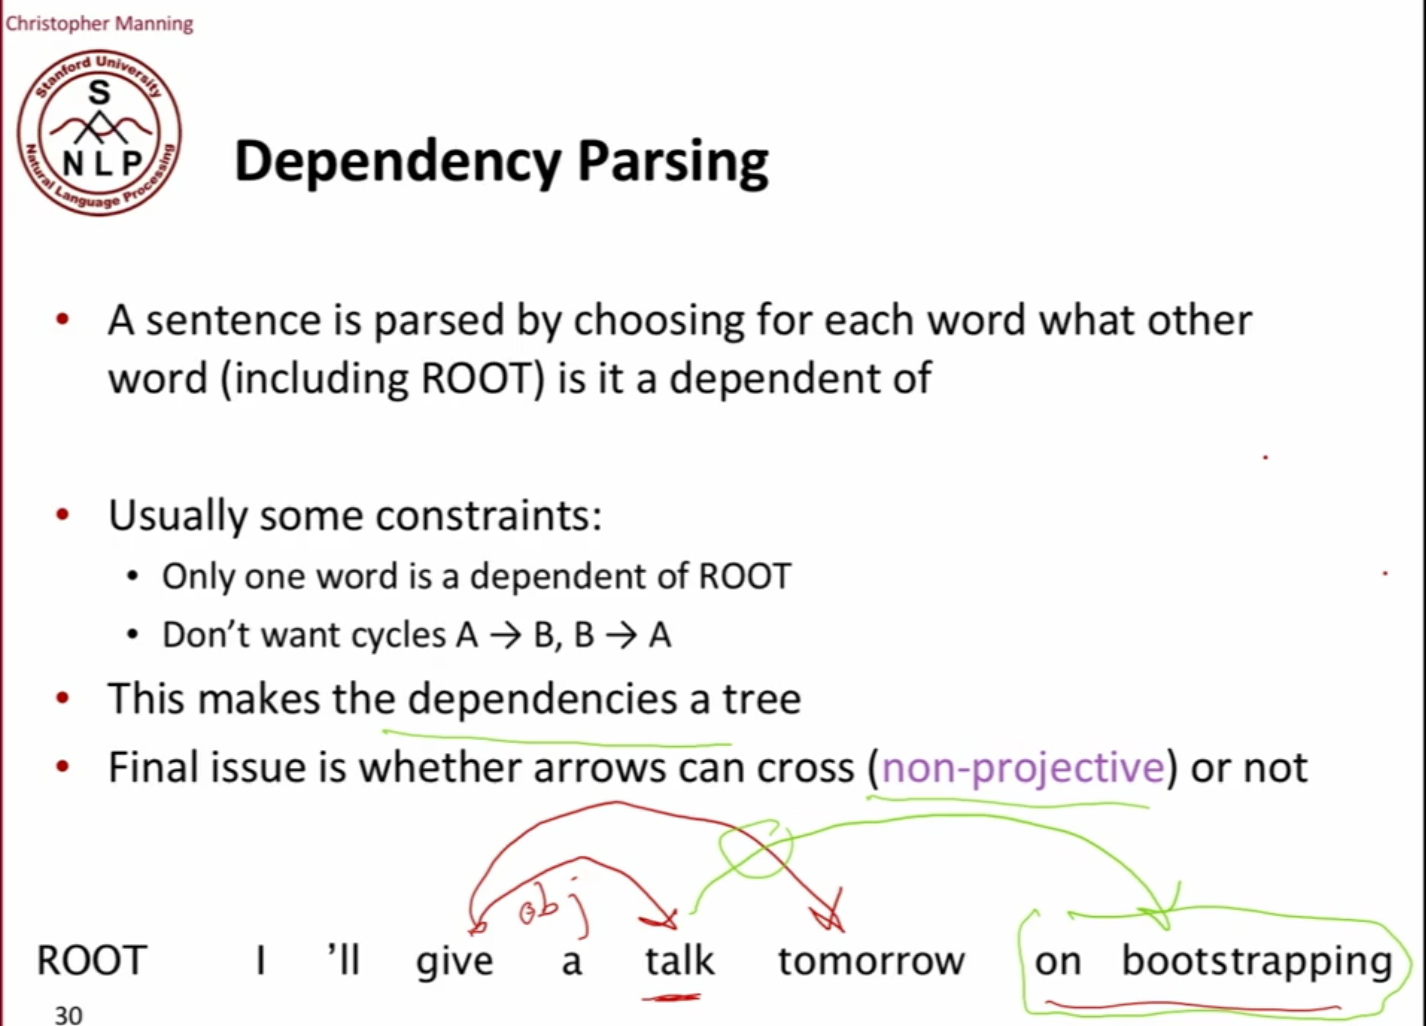 Christopher Manning
Stanford University
S
NLP
Natural Language Processing
Dependency Parsing
• A sentence is parsed by choosing for each word what other
word (including ROOT) is it a dependent of
• Usually some constraints:
• Only one word is a dependent of ROOT
• Don’t want cycles A → B, B → A
• This makes the dependencies a tree
• Final issue is whether arrows can cross (non-projective) or not
obj
ROOT I ’ll give a talk tomorrow on bootstrapping
30